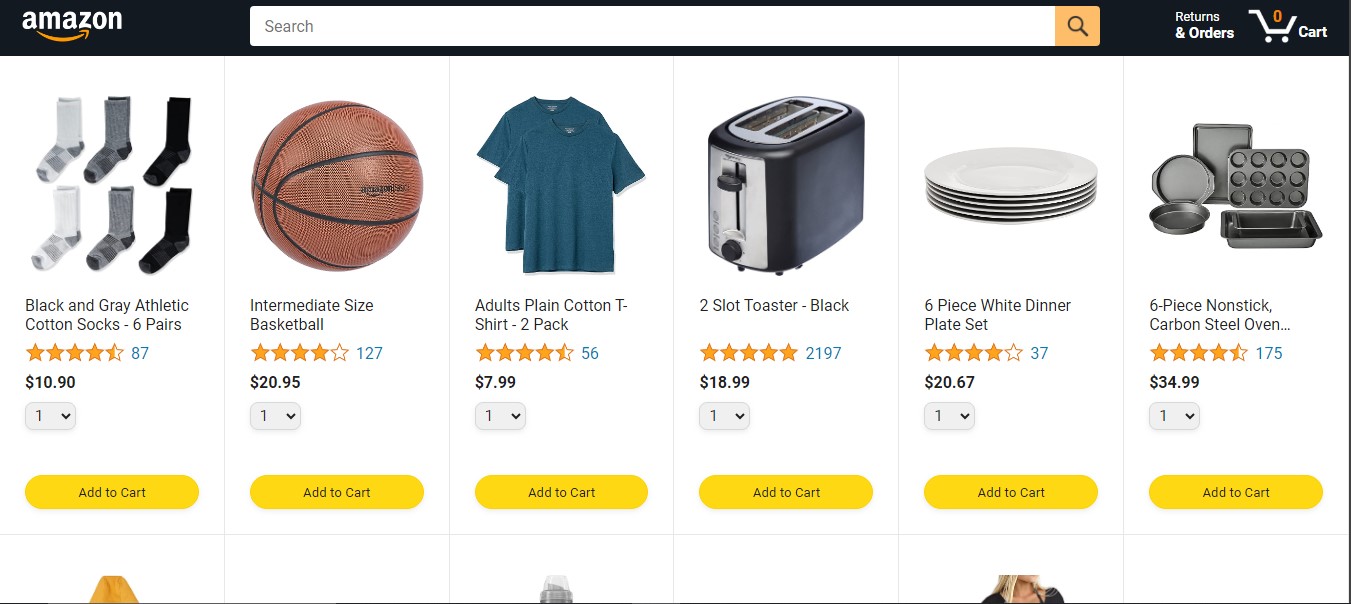 amazon
Search
Returns
& Orders
0
Cart
amazon
Black and Gray Athletic
Cotton Socks - 6 Pairs
87
$10.90
1
Add to Cart
Intermediate Size
Basketball
127
$20.95
1
Add to Cart
Adults Plain Cotton T-
Shirt - 2 Pack
56
$7.99
1
Add to Cart
2 Slot Toaster - Black
2197
$18.99
1
Add to Cart
6 Piece White Dinner
Plate Set
37
$20.67
1
Add to Cart
6-Piece Nonstick,
Carbon Steel Oven...
175
$34.99
1
Add to Cart